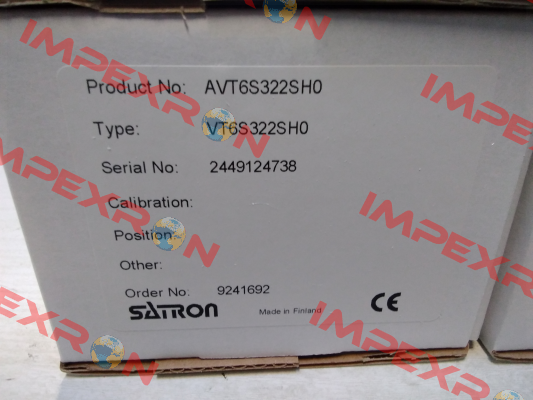 Product No: AVT6S322SH0
Type: VT6S322SH0
Serial No: 2449124738
Calibration:
Position:
Other:
Order No: 9241692
SATRON Made in Finland CE
IMPEXRON
IMPEXRON
IMPEXRON
IMPEXRON
IMPEXRON